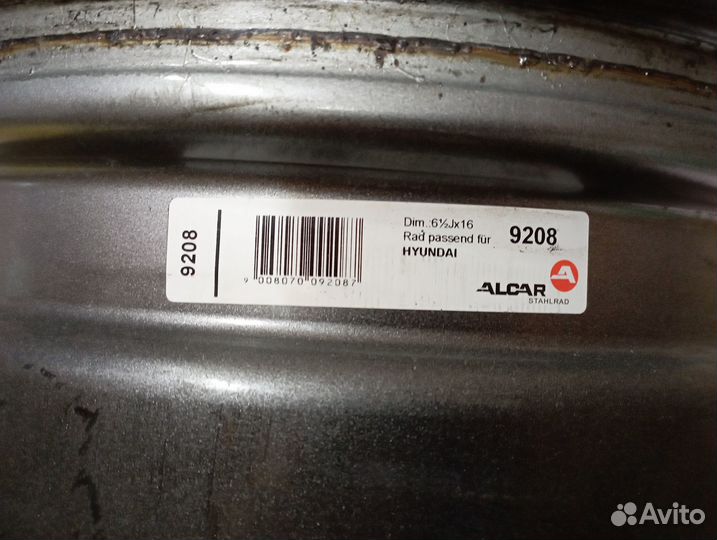 9208
9 008070 092087
Dim.:6½Jx16
Rad passend für
HYUNDAI
9208
ALCAR
STAHLRAD
A
Avito